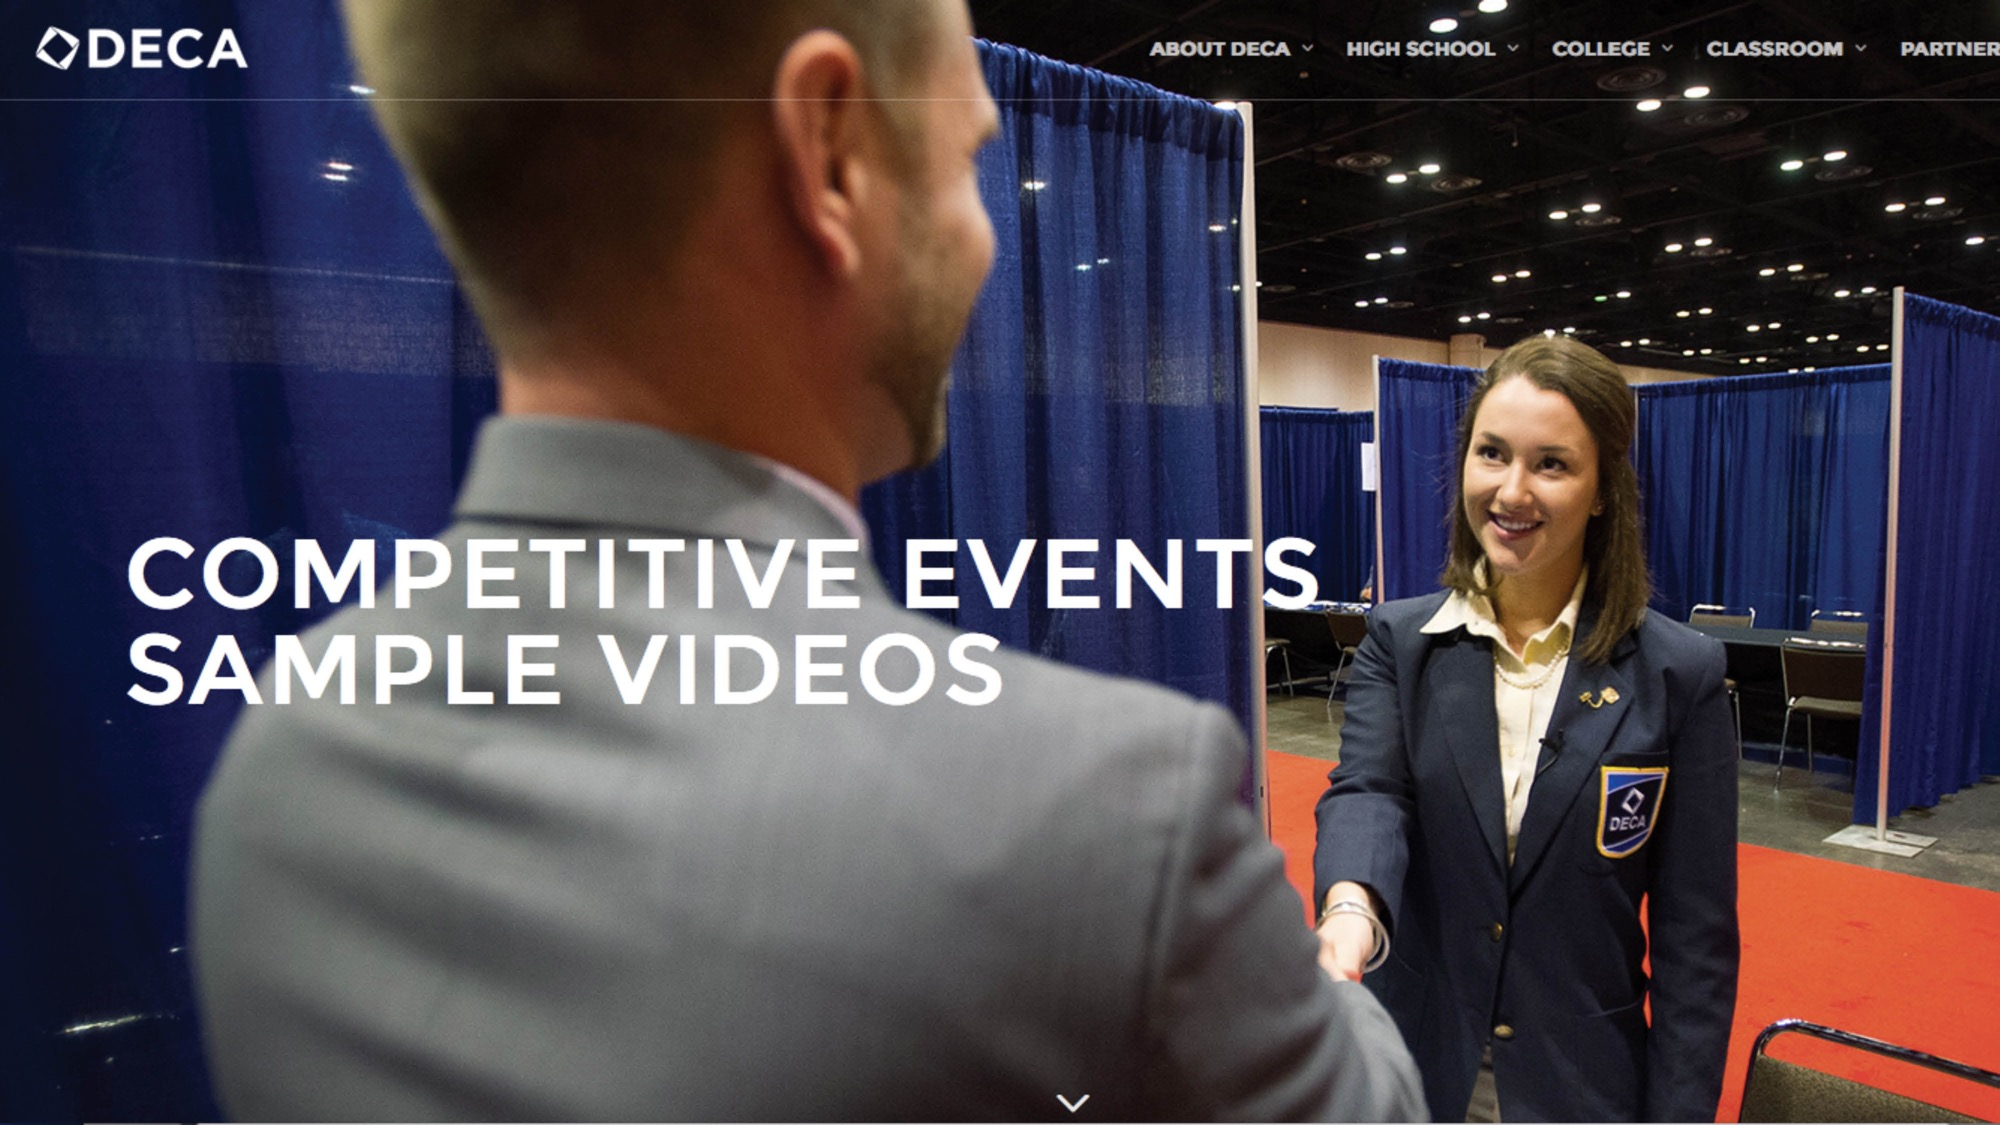 DECA
ABOUT DECA HIGH SCHOOL COLLEGE CLASSROOM PARTNER
COMPETITIVE EVENTS
SAMPLE VIDEOS
DECA